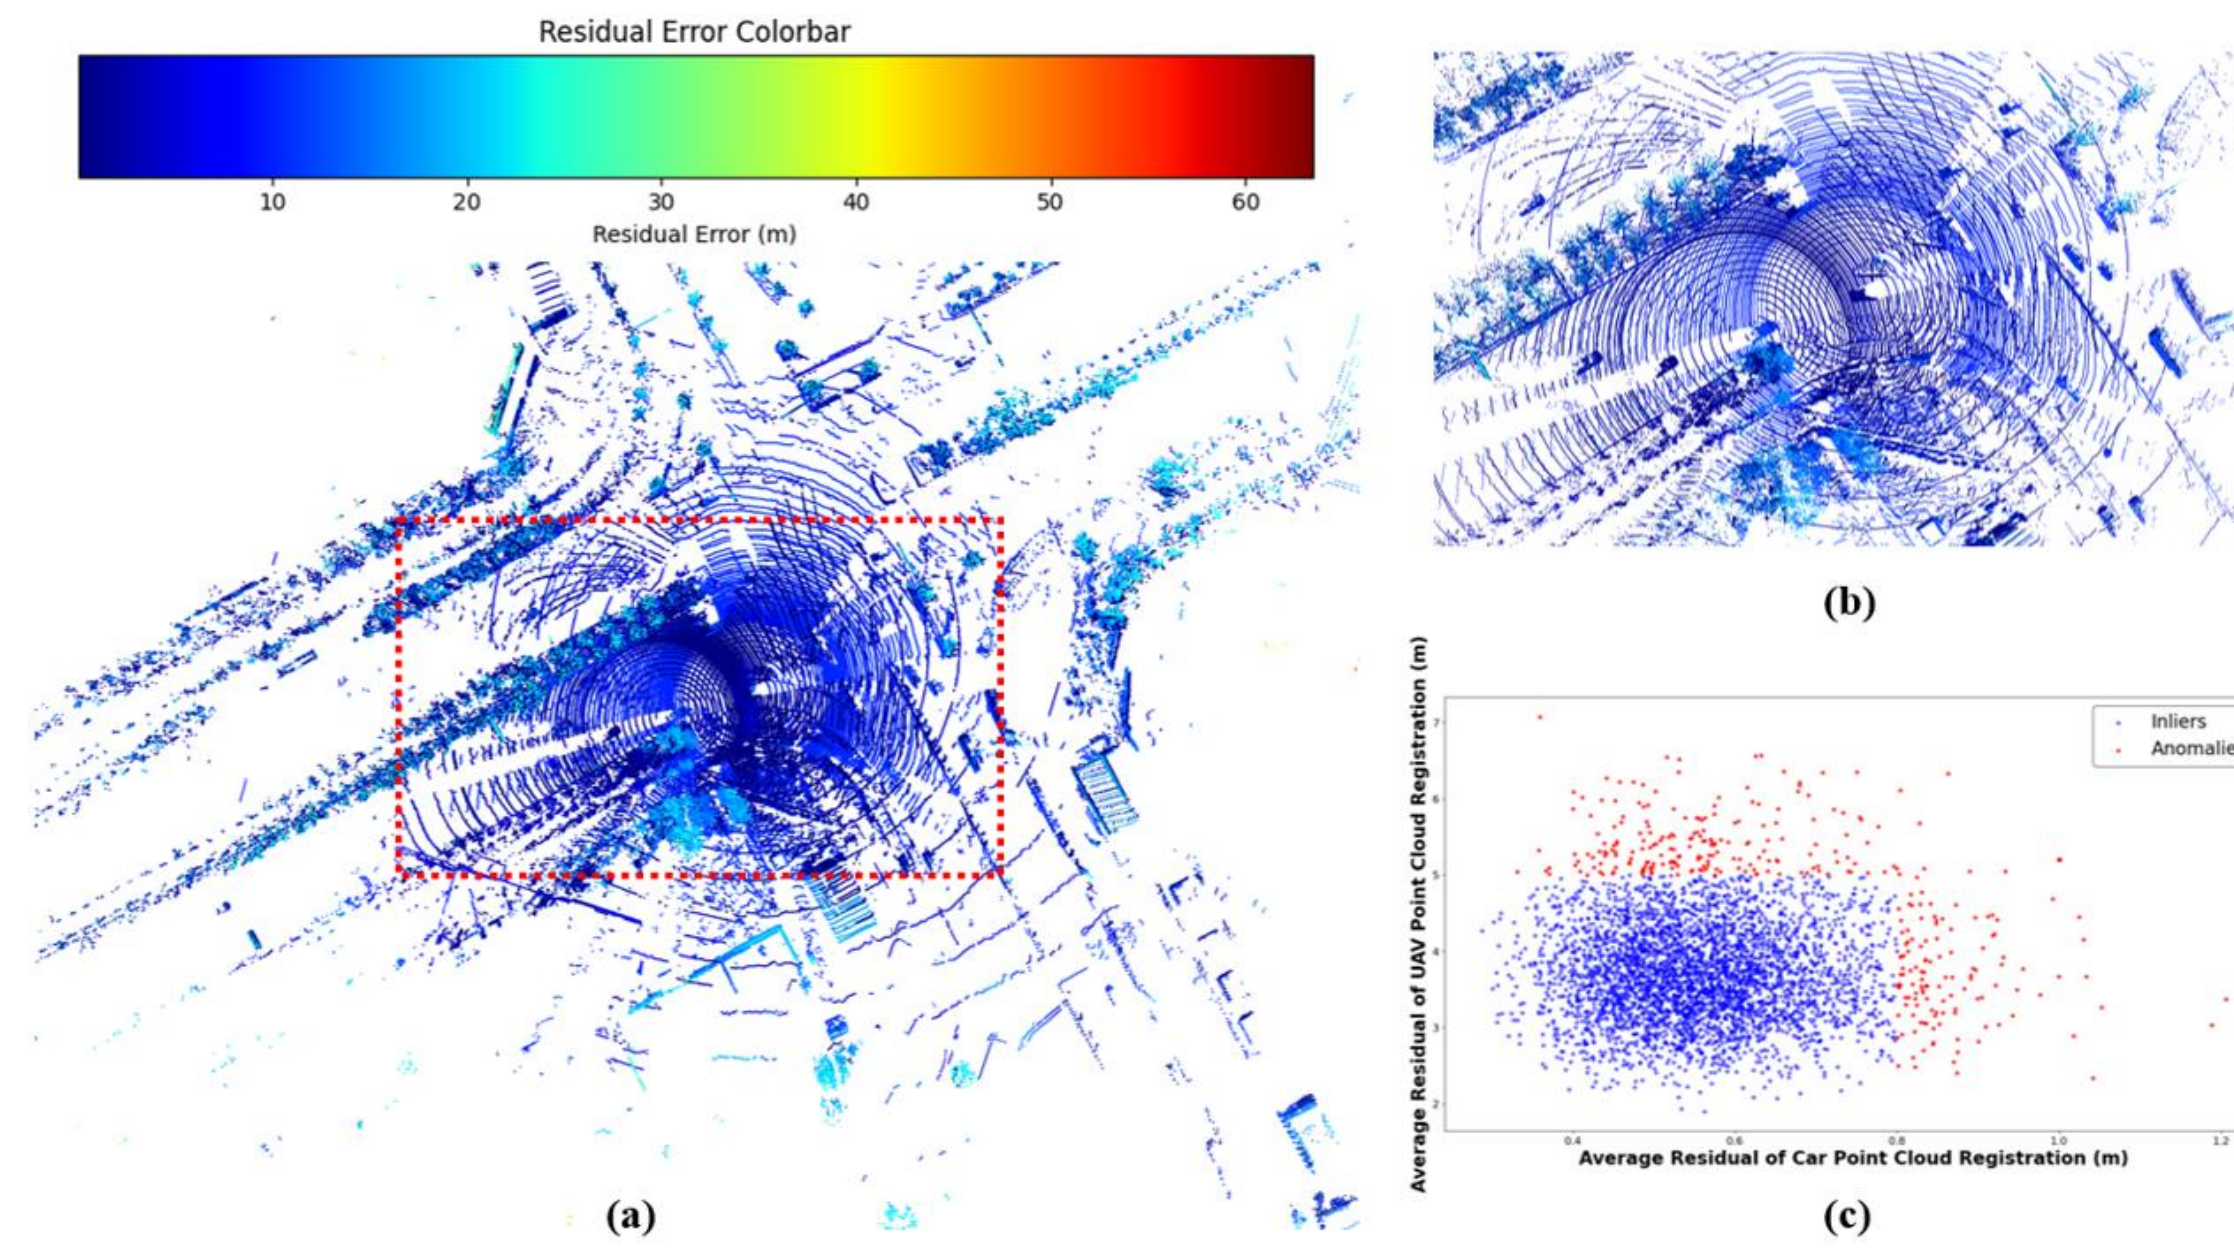 Residual Error Colorbar
10 20 30 40 50 60
Residual Error (m)
(a)
(b)
Average Residual of UAV Point Cloud Registration (m)
7
6
5
4
3
2
Inliers
Anomalie
0.4 0.6 0.8 1.0 1.2
Average Residual of Car Point Cloud Registration (m)
(c)